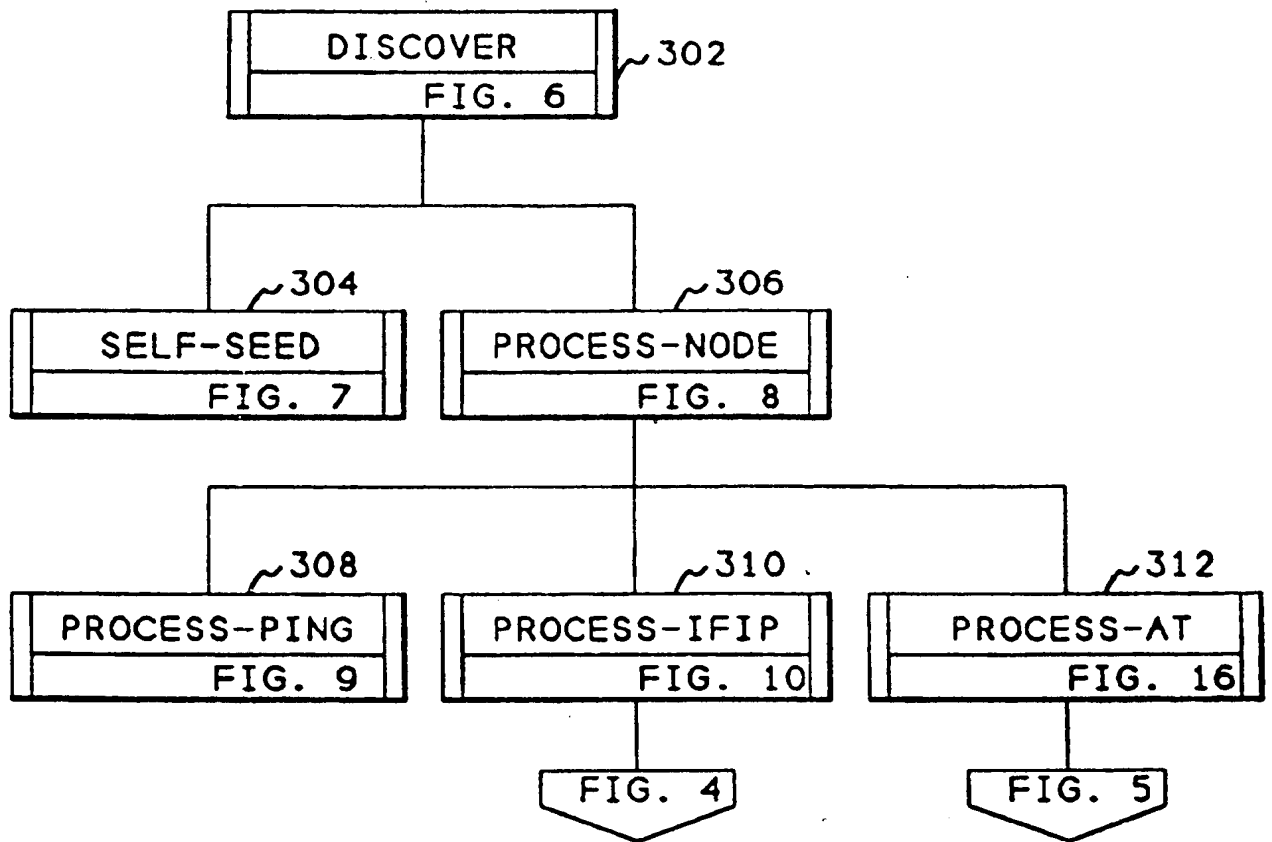 DISCOVER
FIG. 6
302
304
SELF-SEED
FIG. 7
306
PROCESS-NODE
FIG. 8
308
PROCESS-PING
FIG. 9
310
PROCESS-IFIP
FIG. 10
312
PROCESS-AT
FIG. 16
FIG. 4
FIG. 5